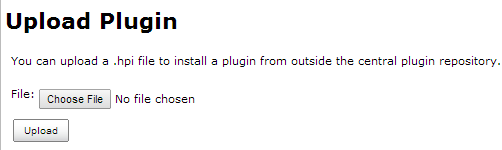 Upload Plugin
You can upload a .hpi file to install a plugin from outside the central plugin repository.
File: Choose File No file chosen
Upload